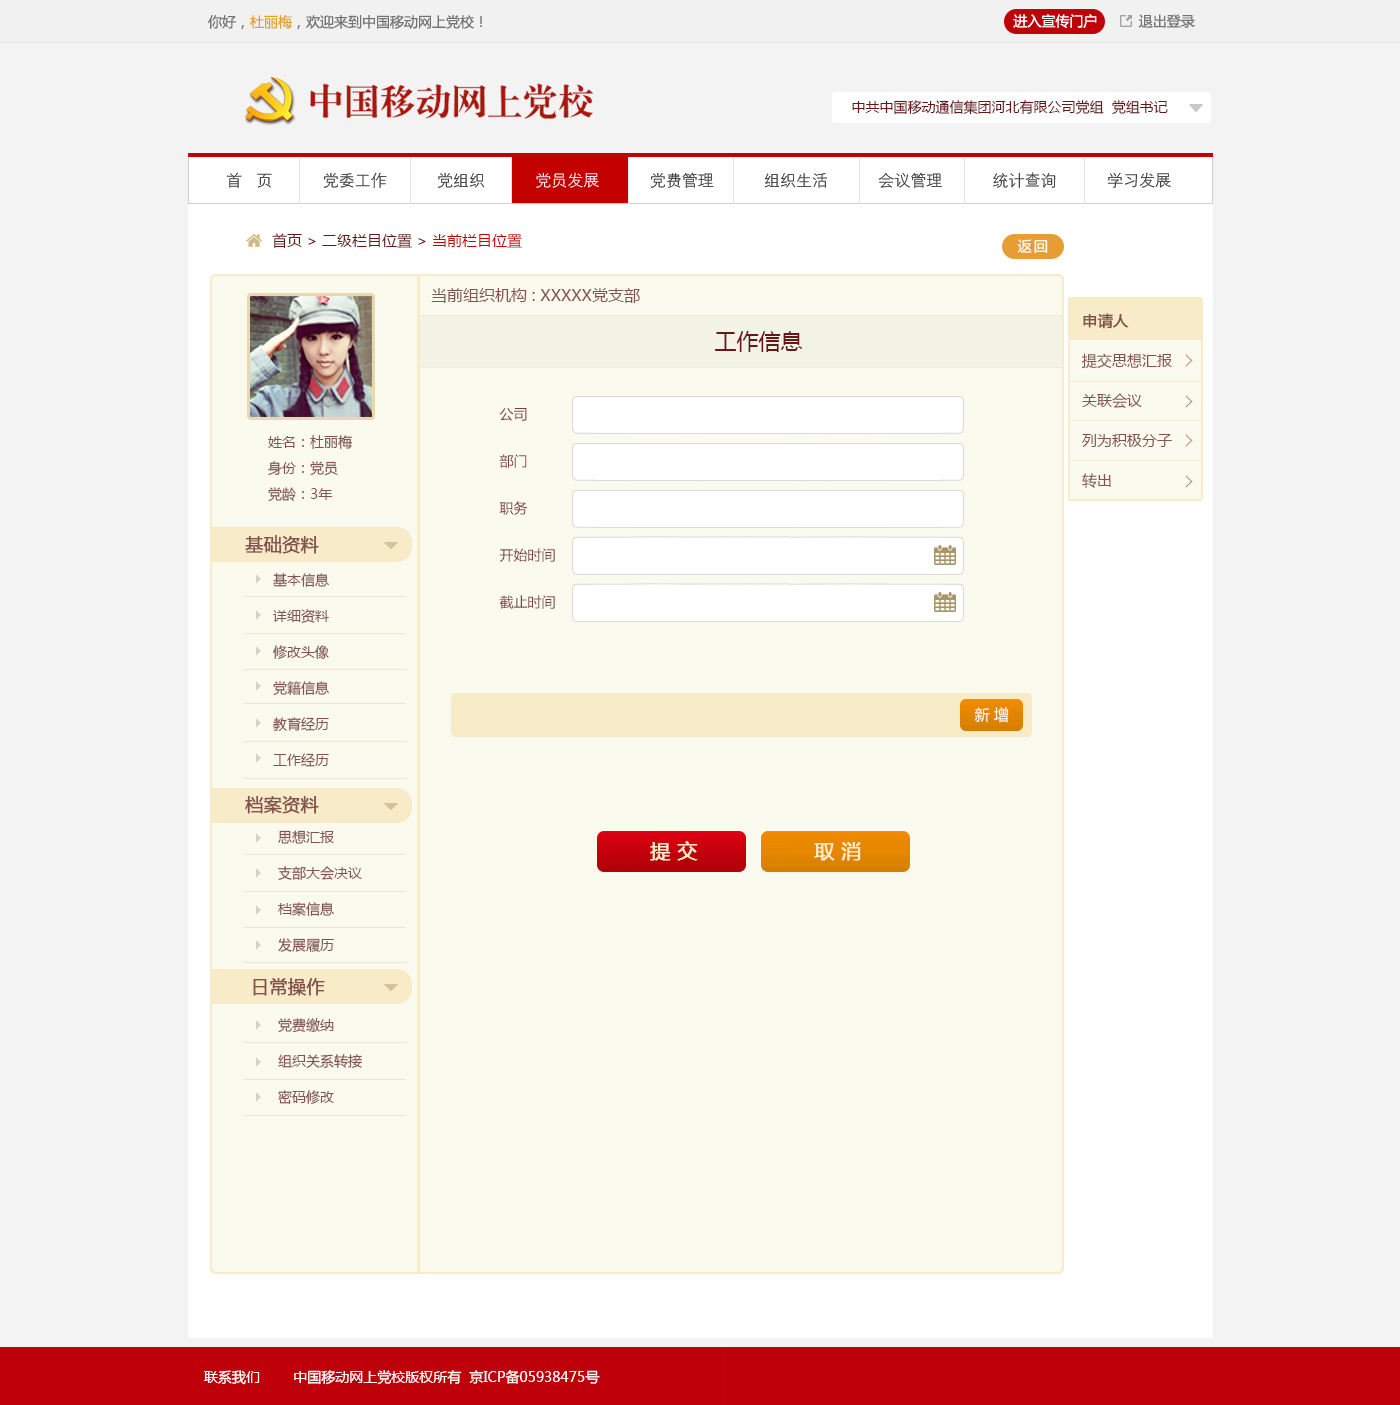 你好，杜丽梅，欢迎来到中国移动网上党校！
进入宣传门户 退出登录
中国移动网上党校
中共中国移动通信集团河北有限公司党组 党组书记
首 页 党委工作 党组织 党员发展 党费管理 组织生活 会议管理 统计查询 学习发展
首页 > 二级栏目位置 > 当前栏目位置
返回
姓名：杜丽梅
身份：党员
党龄：3年
基础资料
基本信息
详细资料
修改头像
党籍信息
教育经历
工作经历
档案资料
思想汇报
支部大会决议
档案信息
发展履历
日常操作
党费缴纳
组织关系转接
密码修改
当前组织机构：XXXXX党支部
工作信息
公司
部门
职务
开始时间
截止时间
新 增
提 交
取 消
申请人
提交思想汇报
关联会议
列为积极分子
转出
联系我们 中国移动网上党校版权所有 京ICP备05938475号